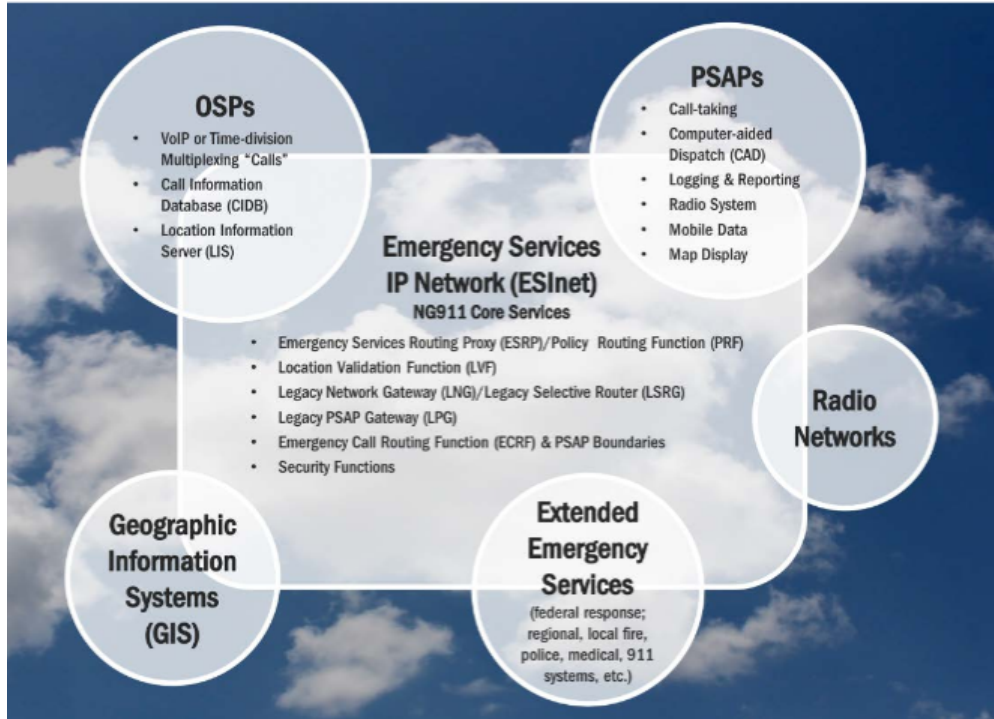 OSPs
• VoIP or Time-division
Multiplexing “Calls”
• Call Information
Database (CIDB)
• Location Information
Server (LIS)
PSAPs
• Call-taking
• Computer-aided
Dispatch (CAD)
• Logging & Reporting
• Radio System
• Mobile Data
• Map Display
Emergency Services
IP Network (ESInet)
NG911 Core Services
• Emergency Services Routing Proxy (ESRP)/Policy Routing Function (PRF)
• Location Validation Function (LVF)
• Legacy Network Gateway (LNG)/Legacy Selective Router (LSRG)
• Legacy PSAP Gateway (LPG)
• Emergency Call Routing Function (ECRF) & PSAP Boundaries
• Security Functions
Radio
Networks
Geographic
Information
Systems
(GIS)
Extended
Emergency
Services
(federal response;
regional, local fire,
police, medical, 911
systems, etc.)